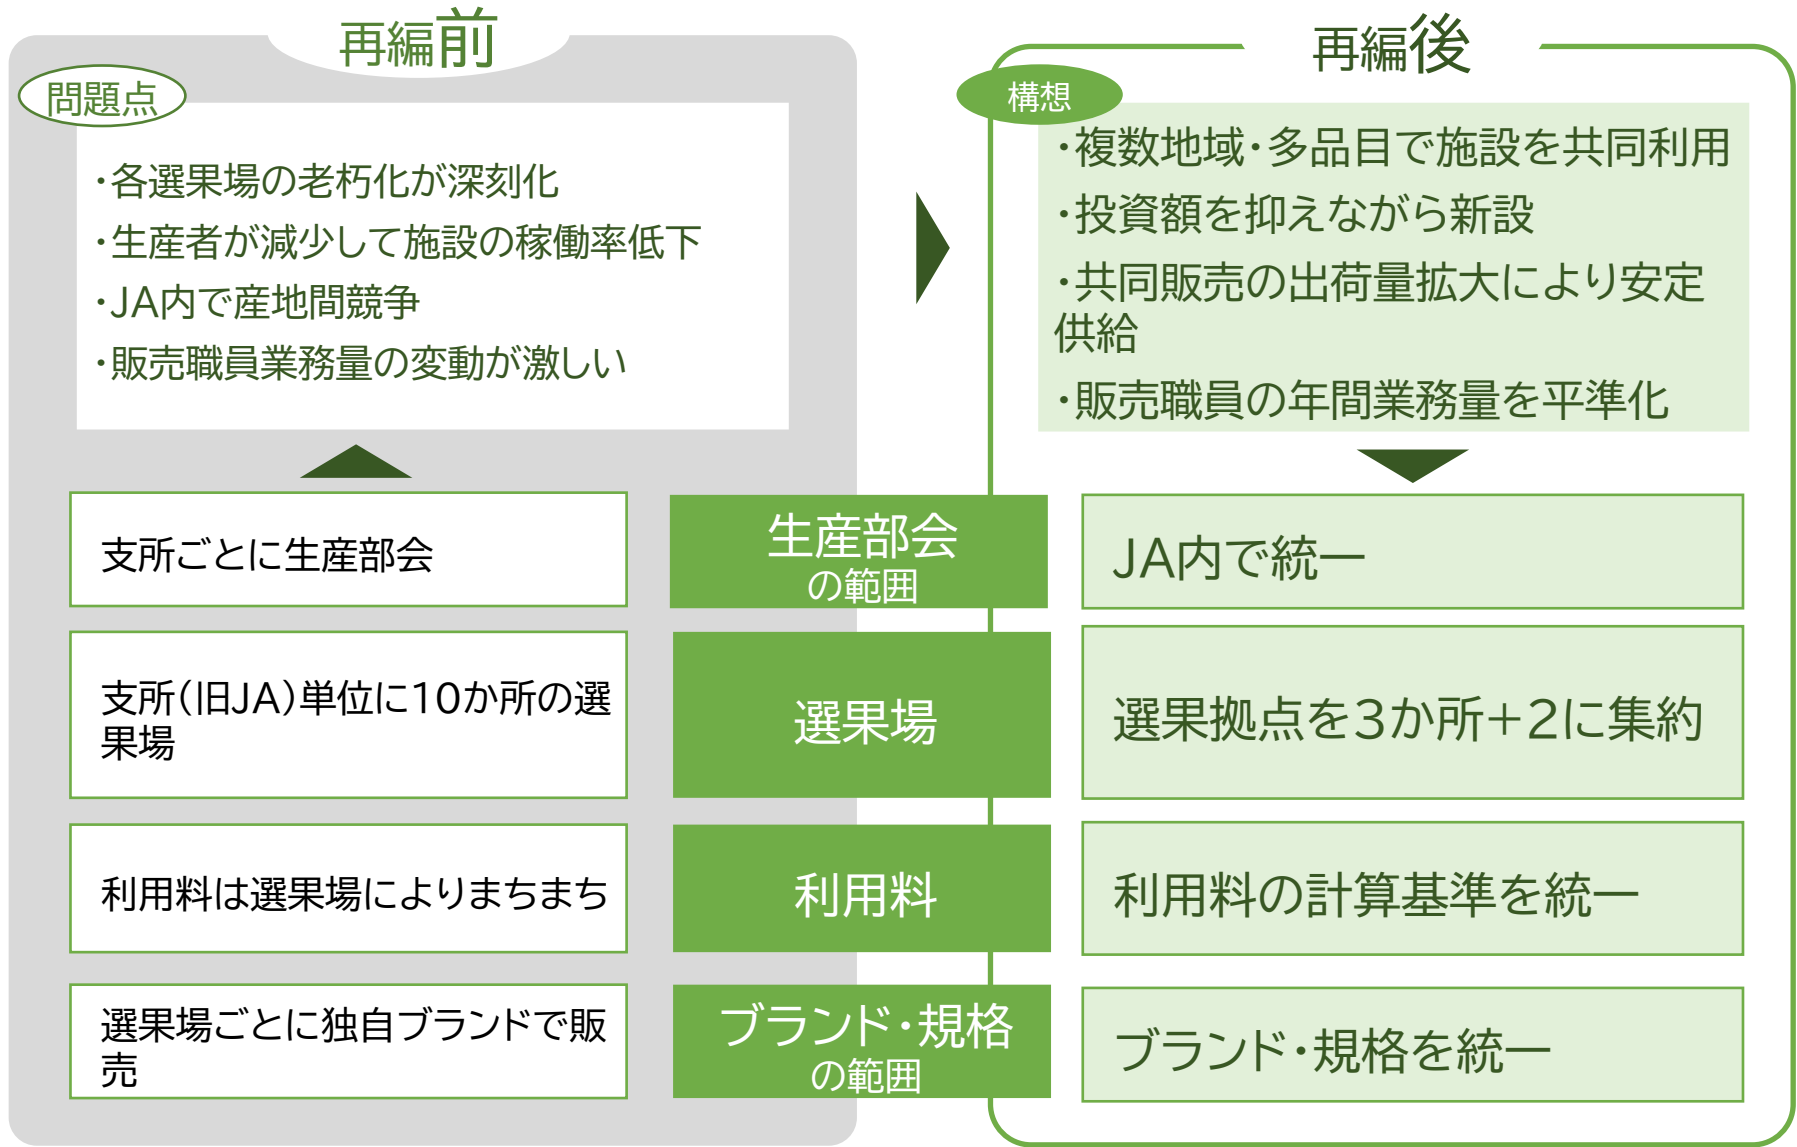 再編前
問題点
・各選果場の老朽化が深刻化
・生産者が減少して施設の稼働率低下
・JA内で産地間競争
・販売職員業務量の変動が激しい
再編後
構想
・複数地域・多品目で施設を共同利用
・投資額を抑えながら新設
・共同販売の出荷量拡大により安定
供給
・販売職員の年間業務量を平準化
支所ごとに生産部会
生産部会
の範囲
JA内で統一
支所(旧JA)単位に10か所の選
果場
選果場
選果拠点を3か所+2に集約
利用料は選果場によりまちまち
利用料
利用料の計算基準を統一
選果場ごとに独自ブランドで販
売
ブランド・規格
の範囲
ブランド・規格を統一